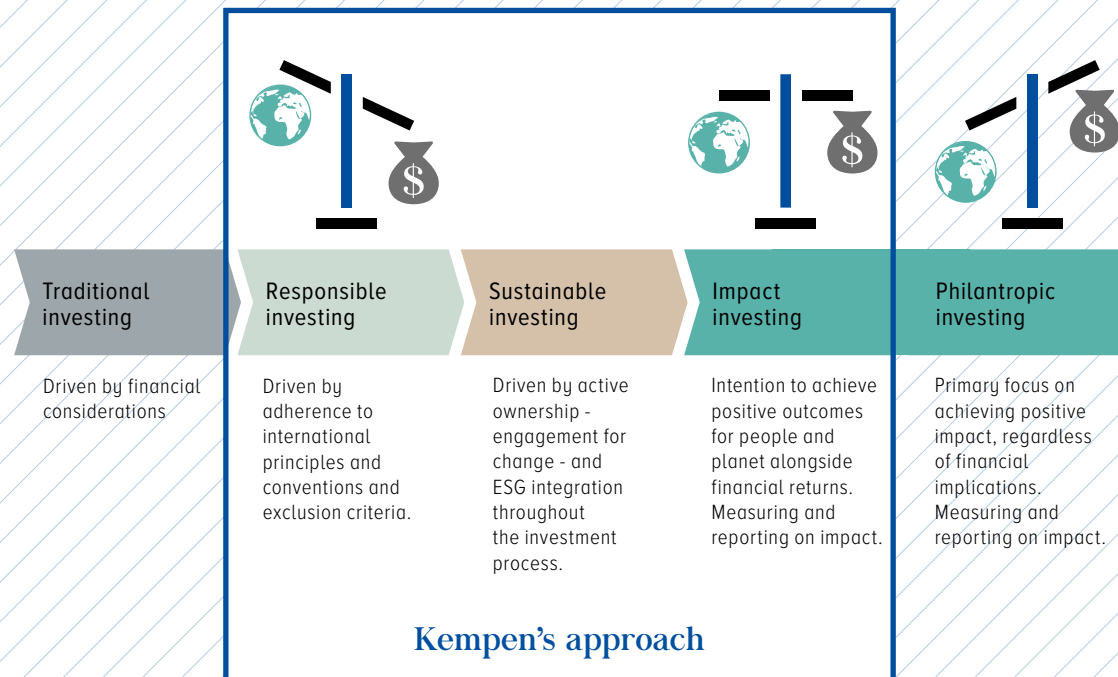 $
$
$
Traditional
investing
Responsible
investing
Sustainable
investing
Impact
investing
Philantropic
investing
Driven by financial
considerations
Driven by
adherence to
international
principles and
conventions and
exclusion criteria.
Driven by active
ownership -
engagement for
change - and
ESG integration
throughout
the investment
process.
Intention to achieve
positive outcomes
for people and
planet alongside
financial returns.
Measuring and
reporting on impact.
Primary focus on
achieving positive
impact, regardless
of financial
implications.
Measuring and
reporting on impact.
Kempen's approach